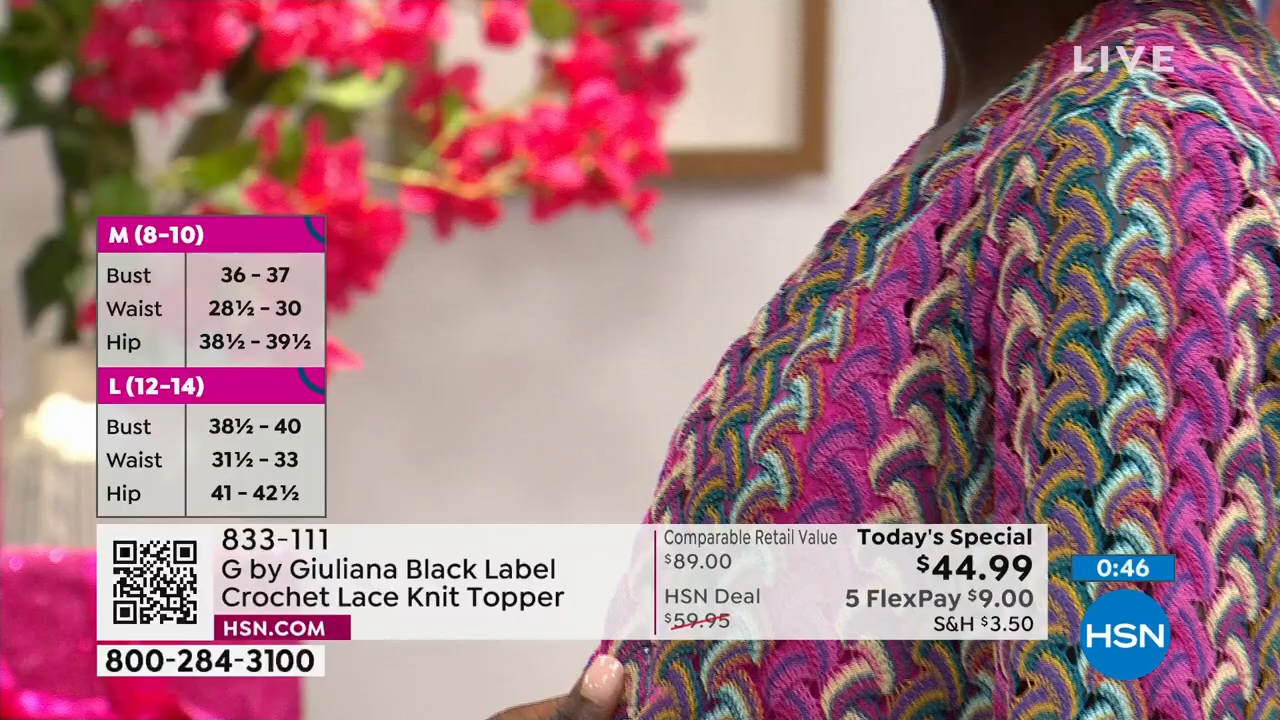 LIVE
M (8-10)
Bust 36 - 37
Waist 28½ - 30
Hip 38½ - 39½
L (12-14)
Bust 38½ - 40
Waist 31½ - 33
Hip 41 - 42½
833-111
G by Giuliana Black Label
Crochet Lace Knit Topper
HSN.COM
800-284-3100
Comparable Retail Value
$89.00
HSN Deal
$59.95
Today's Special
$44.99
5 FlexPay $9.00
S&H $3.50
0:46
HSN